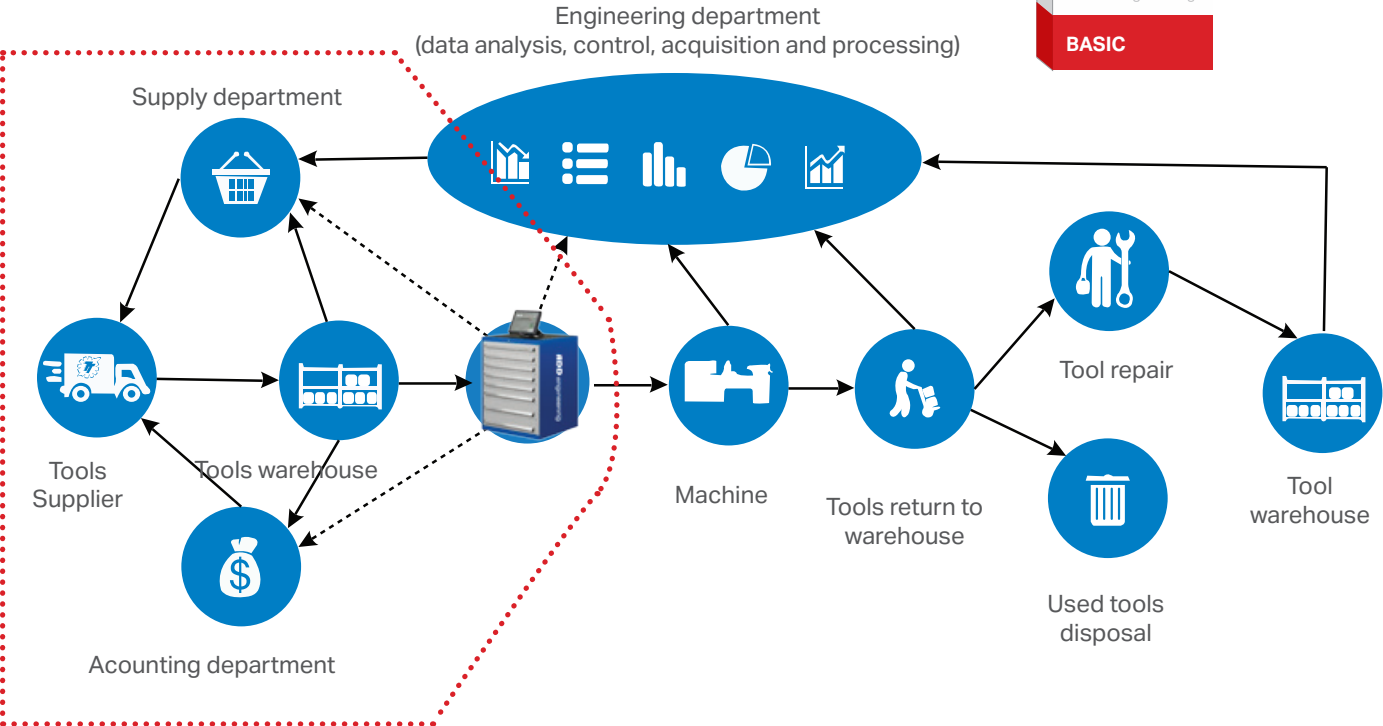 Engineering department
(data analysis, control, acquisition and processing)
BASIC
Supply department
Tools
Supplier
Tools warehouse
Acounting department
$
engineering
Machine
Tools return to
warehouse
Tool repair
Used tools
disposal
Tool
warehouse